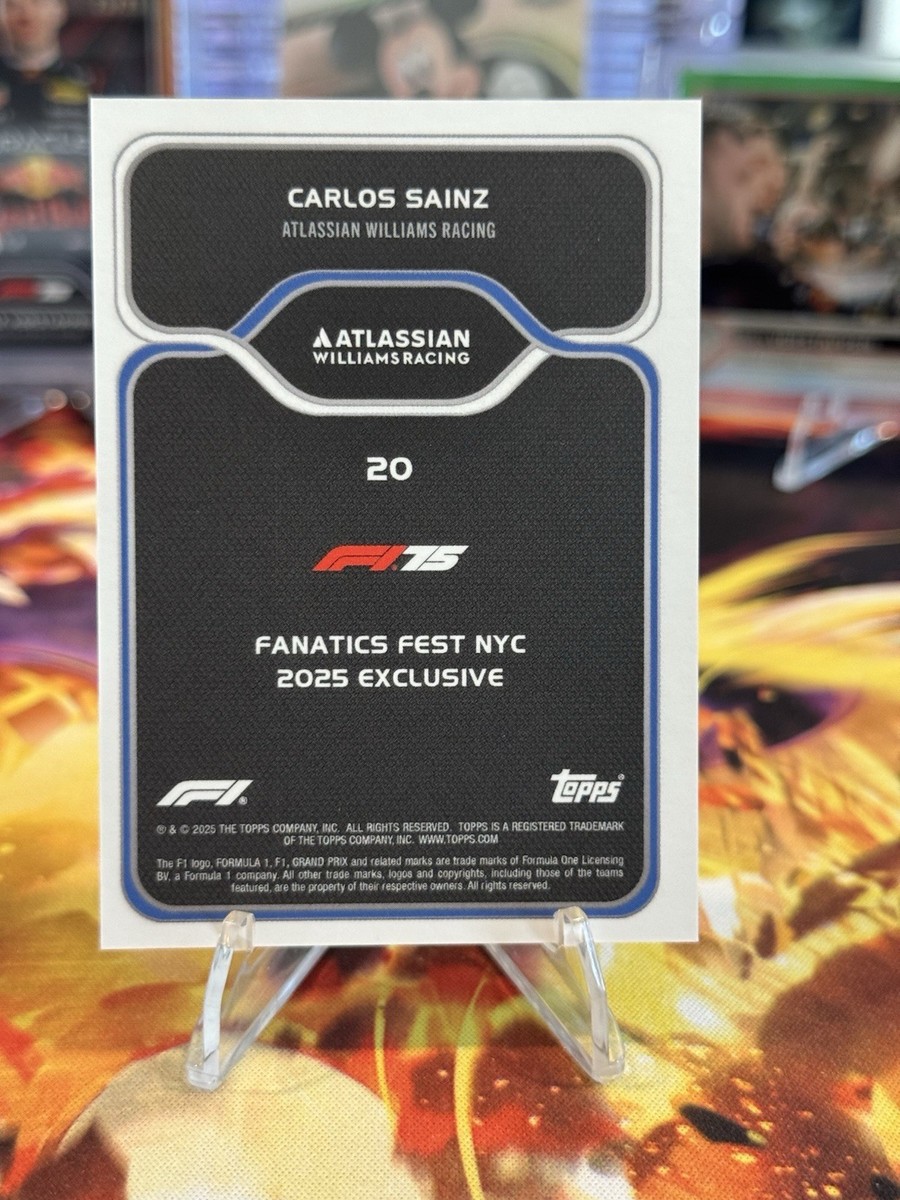 CARLOS SAINZ
ATLASSIAN WILLIAMS RACING
ATLASSIAN
WILLIAMS RACING
20
F1 75
FANATICS FEST NYC
2025 EXCLUSIVE
F1®
Topps®
® & © 2025 THE TOPPS COMPANY, INC. ALL RIGHTS RESERVED. TOPPS IS A REGISTERED TRADEMARK
OF THE TOPPS COMPANY, INC. WWW.TOPPS.COM
The F1 logo, FORMULA 1, F1, GRAND PRIX and related marks are trade marks of Formula One Licensing
BV, a Formula 1 company. All other trade marks, logos and copyrights, including those of the teams
featured, are the property of their respective owners. All rights reserved.